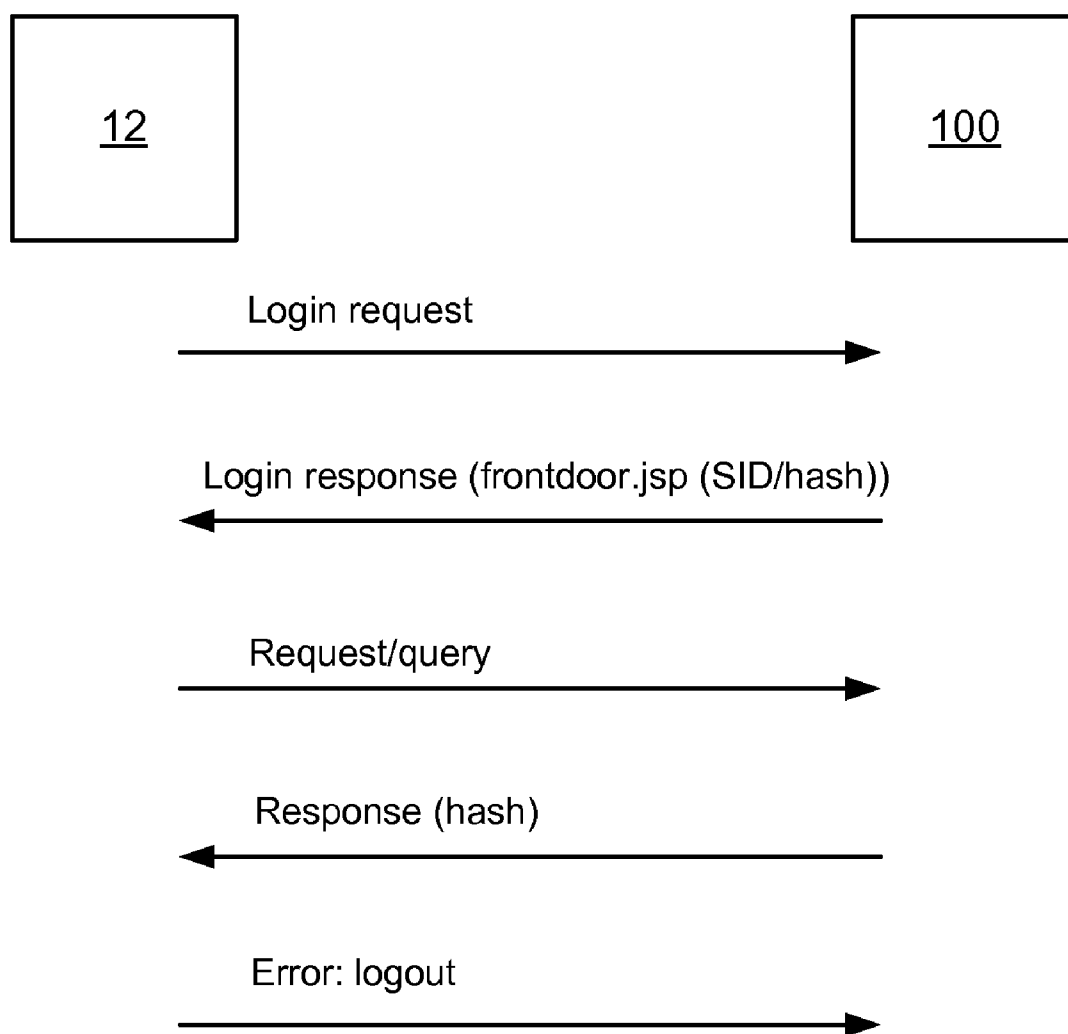 12
100
Login request
Login response (frontdoor.jsp (SID/hash))
Request/query
Response (hash)
Error: logout